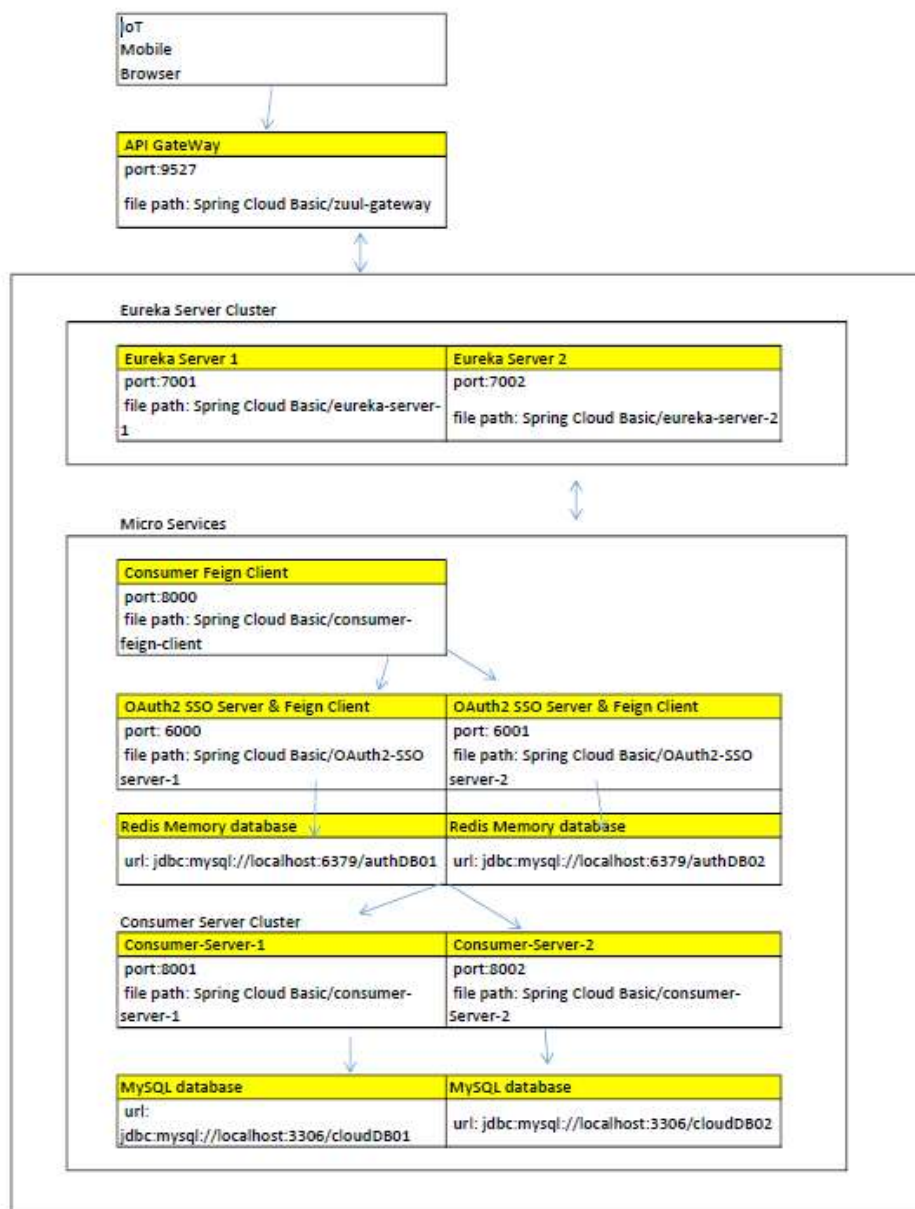 IoT
Mobile
Browser
API GateWay
port:9527
file path: Spring Cloud Basic/zuul-gateway
Eureka Server Cluster
Eureka Server 1
port:7001
file path: Spring Cloud Basic/eureka-server-
1
Eureka Server 2
port:7002
file path: Spring Cloud Basic/eureka-server-2
Micro Services
Consumer Feign Client
port:8000
file path: Spring Cloud Basic/consumer-
feign-client
OAuth2 SSO Server & Feign Client
port: 6000
file path: Spring Cloud Basic/OAuth2-SSO
server-1
OAuth2 SSO Server & Feign Client
port: 6001
file path: Spring Cloud Basic/OAuth2-SSO
server-2
Redis Memory database
url: jdbc:mysql://localhost:6379/authDB01
Redis Memory database
url: jdbc:mysql://localhost:6379/authDB02
Consumer Server Cluster
Consumer-Server-1
port:8001
file path: Spring Cloud Basic/consumer-
server-1
Consumer-Server-2
port:8002
file path: Spring Cloud Basic/consumer-
Server-2
MySQL database
url:
jdbc:mysql://localhost:3306/cloudDB01
MySQL database
url: jdbc:mysql://localhost:3306/cloudDB02